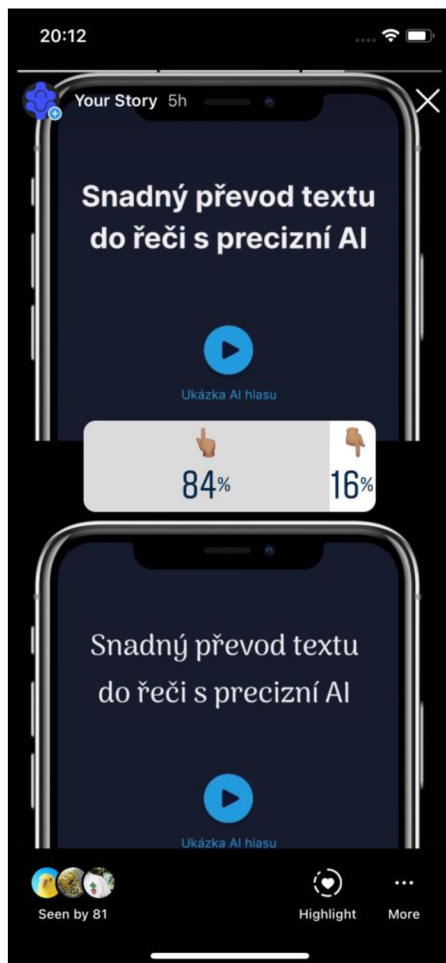 20:12
Your Story 5h
Snadný převod textu
do řeči s precizní AI
Ukázka AI hlasu
84% 16%
Snadný převod textu
do řeči s precizní AI
Ukázka AI hlasu
Seen by 81
Highlight
More